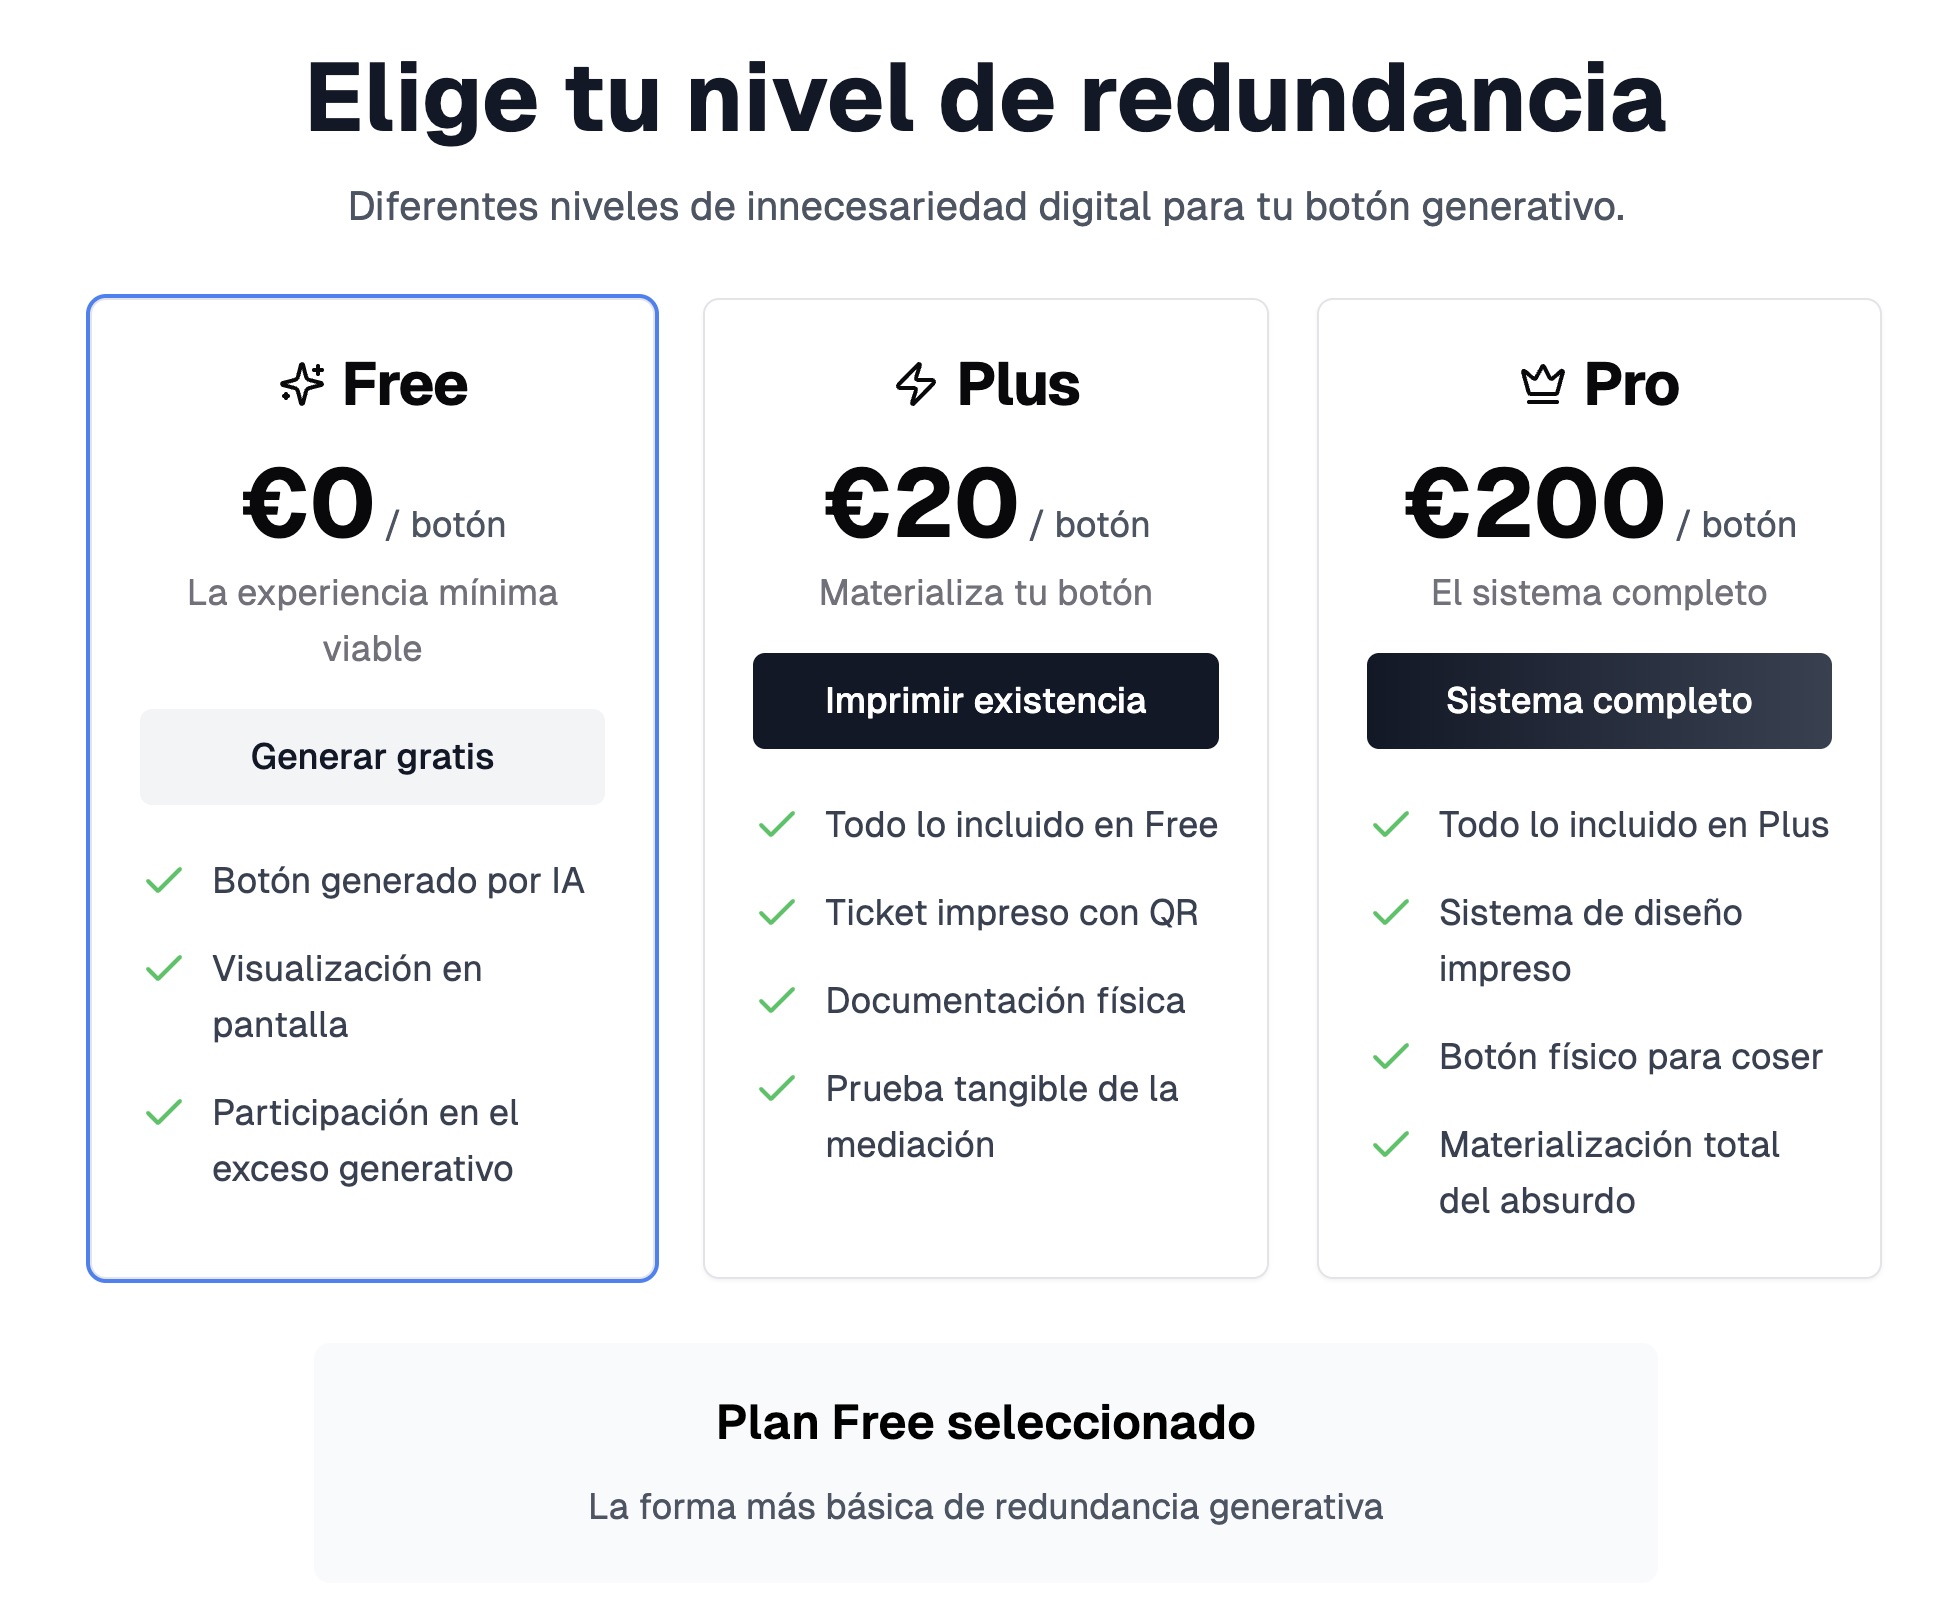 Elige tu nivel de redundancia
Diferentes niveles de innecesariedad digital para tu botón generativo.
Free
€0 / botón
La experiencia mínima
viable
Generar gratis
Botón generado por IA
Visualización en
pantalla
Participación en el
exceso generativo
Plus
€20 / botón
Materializa tu botón
Imprimir existencia
Todo lo incluido en Free
Ticket impreso con QR
Documentación física
Prueba tangible de la
mediación
Pro
€200 / botón
El sistema completo
Sistema completo
Todo lo incluido en Plus
Sistema de diseño
impreso
Botón físico para coser
Materialización total
del absurdo
Plan Free seleccionado
La forma más básica de redundancia generativa